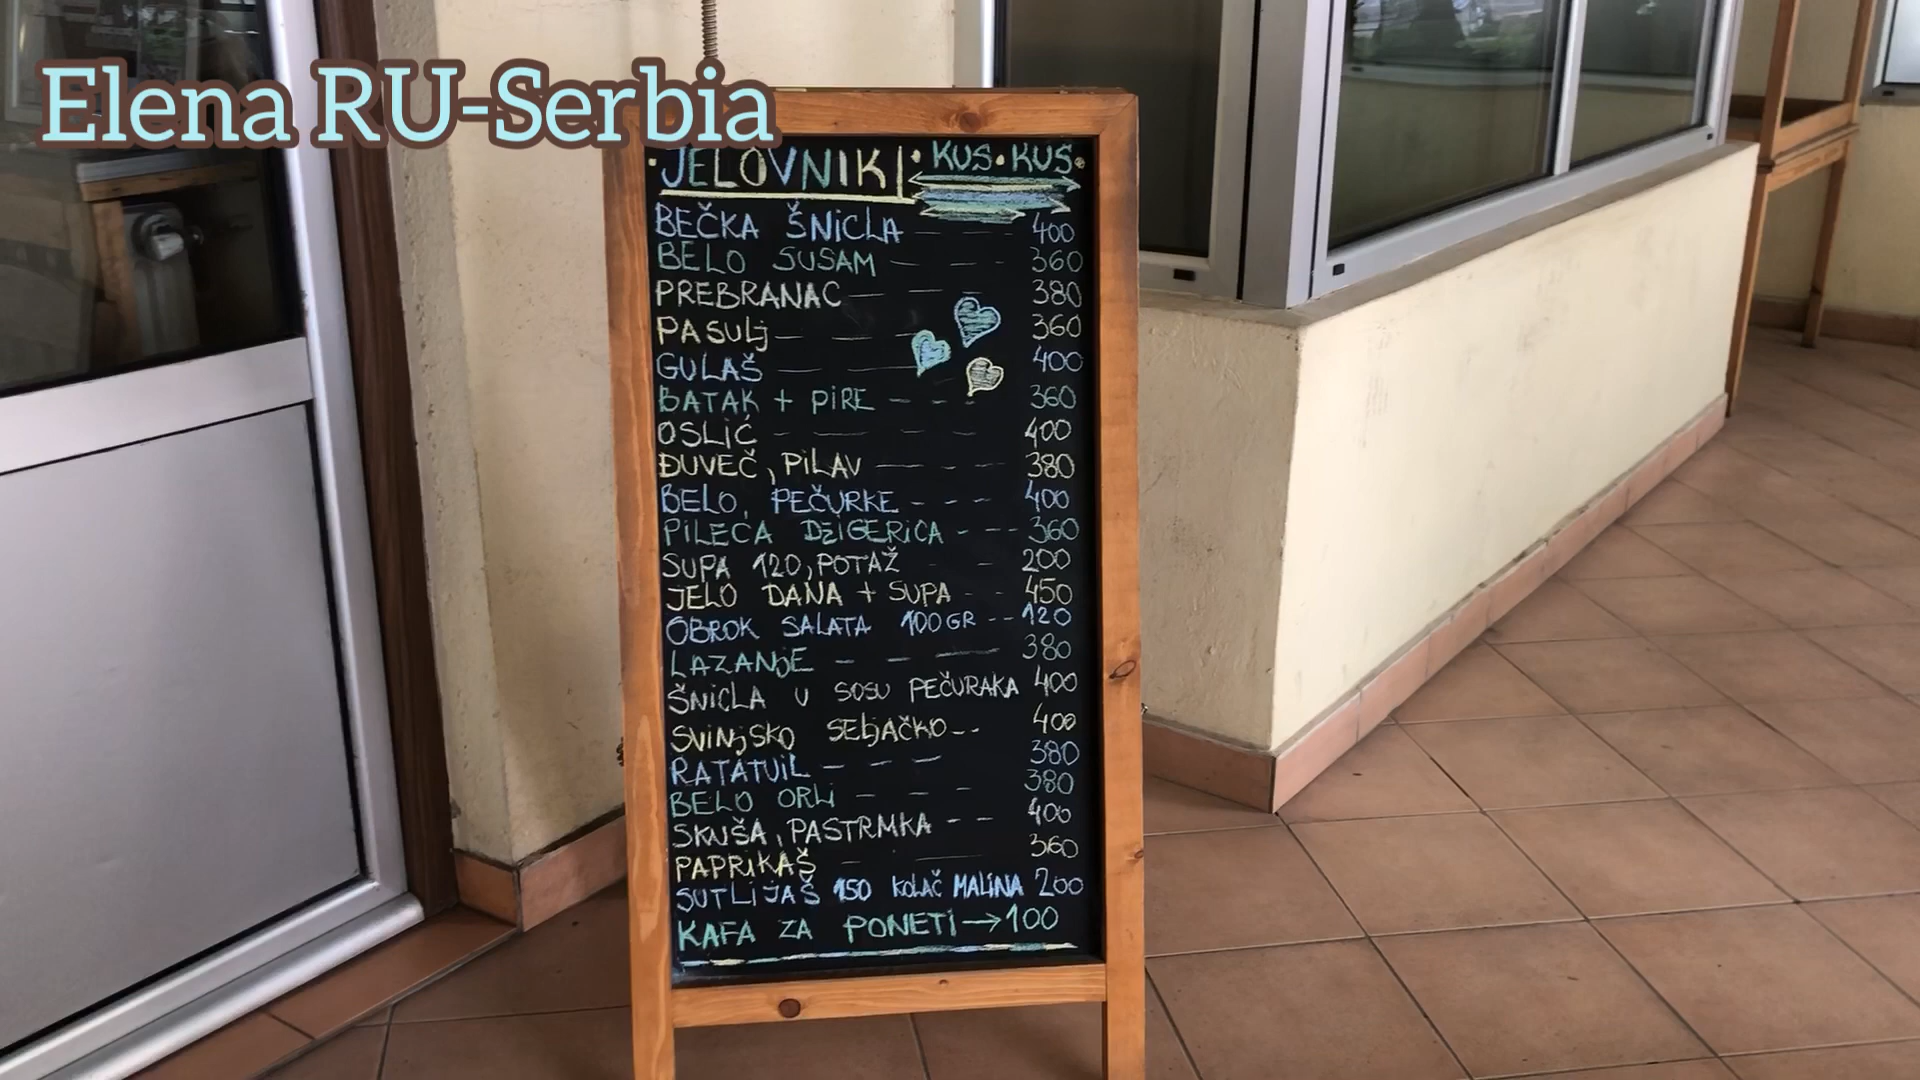 Elena RU-Serbia
JELOVNIK! • KUS • KUS •
BEČKA ŠNICLA 400
BELO SUSAM 360
PREBRANAC 380
PASULJ 360
GULAŠ 400
BATAK + PIRE 360
OSLIĆ 400
ĐUVEČ, PILAV 380
BELO, PEČURKE 400
PILEĆA DZIGERICA 360
SUPA 120, POTAŽ 200
JELO DANA + SUPA 450
OBROK SALATA 100GR 120
LAZANJE 380
ŠNICLA U SOSU PEČURAKA 400
SVINJSKO SELJAČKO 400
RATATUIL 380
BELO ORLI 380
SKUŠA, PASTRMKA 400
PAPRIKAŠ 360
SUTLIJAŠ 150 KOLAČ MALINA 200
KAFA ZA PONETI → 100